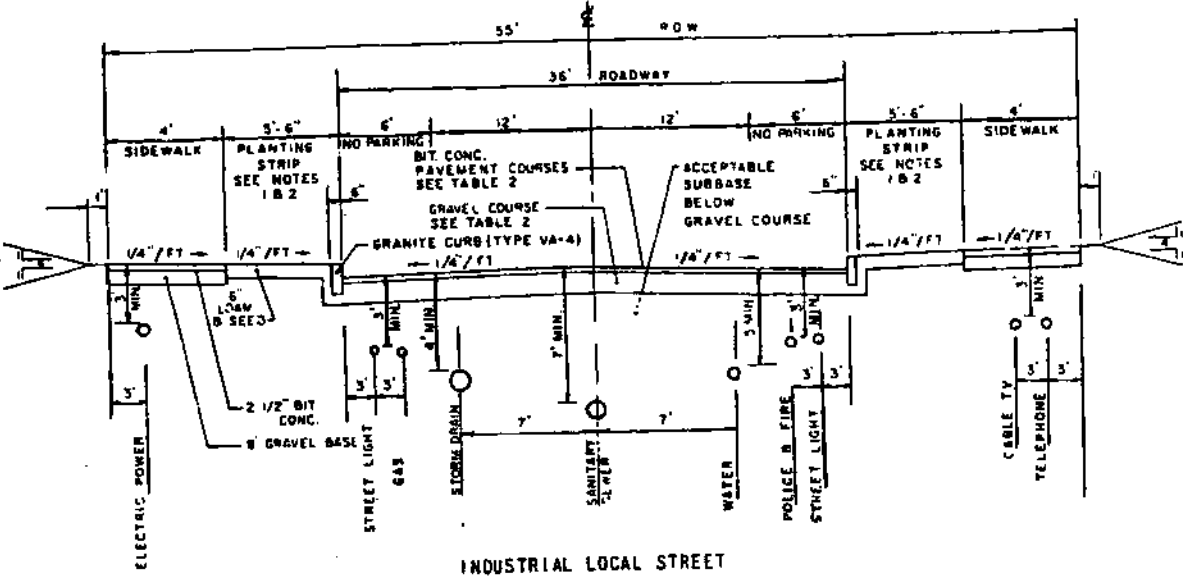 55' ROW
36' ROADWAY
4' 5'-6" 6' 12' 12' 6' 5'-6" 4'
SIDEWALK
PLANTING
STRIP
SEE NOTES
1 & 2
NO PARKING
NO PARKING
PLANTING
STRIP
SEE NOTES
1 & 2
SIDEWALK
BIT. CONC.
PAVEMENT COURSES
SEE TABLE 2
ACCEPTABLE
SUBBASE
BELOW
GRAVEL COURSE
1' 6" 6" 1'
GRAVEL COURSE
SEE TABLE 2
GRANITE CURB (TYPE VA-4)
1/4"/FT 1/4"/FT 1/4"/FT 1/4"/FT 1/4"/FT 1/4"/FT
3' MIN.
6"
LOAM
& SEED
3' MIN.
4' MIN.
7' MIN.
5' MIN.
3' MIN.
3' MIN
3' 3' 3' 7' 7' 3' 3' 3' 3'
2 1/2" BIT
CONC.
8" GRAVEL BASE
ELECTRIC POWER
STREET LIGHT
GAS
STORM DRAIN
SANITARY
SEWER
WATER
POLICE & FIRE
STREET LIGHT
CABLE TV
TELEPHONE
INDUSTRIAL LOCAL STREET